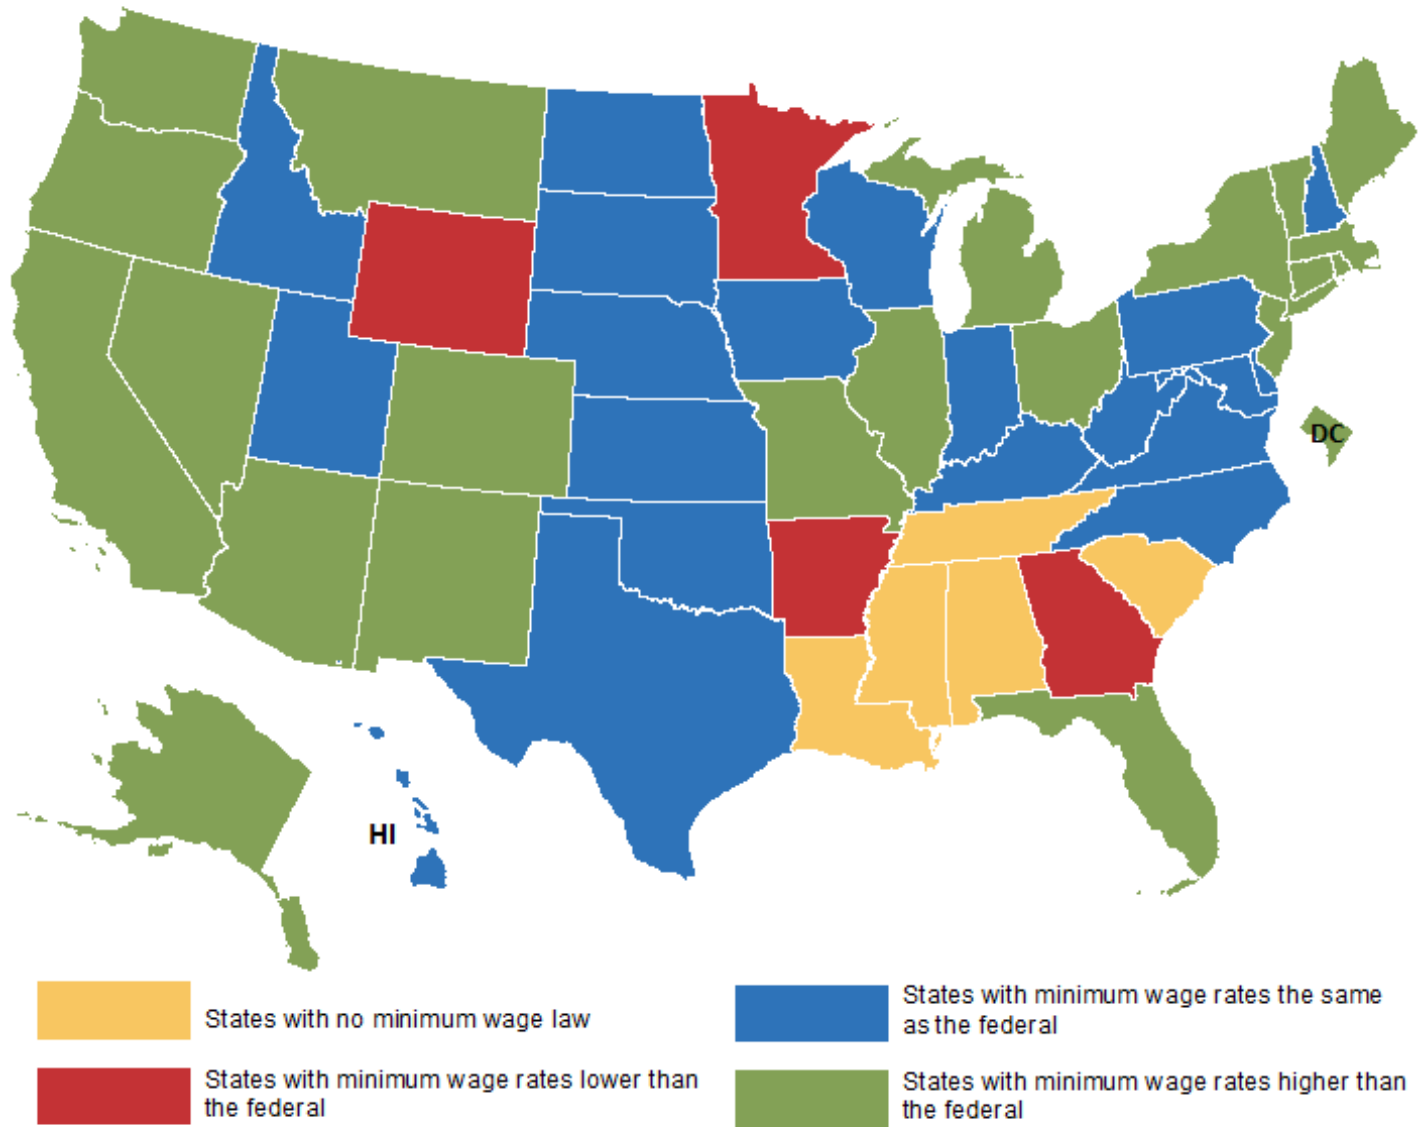 DC
HI
States with no minimum wage law
States with minimum wage rates lower than
the federal
States with minimum wage rates the same
as the federal
States with minimum wage rates higher than
the federal